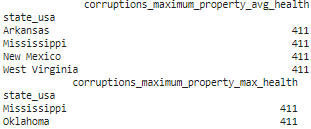 corruptions_maximum_property_avg_health
state_usa
Arkansas 411
Mississippi 411
New Mexico 411
West Virginia 411
corruptions_maximum_property_max_health
state_usa
Mississippi 411
Oklahoma 411